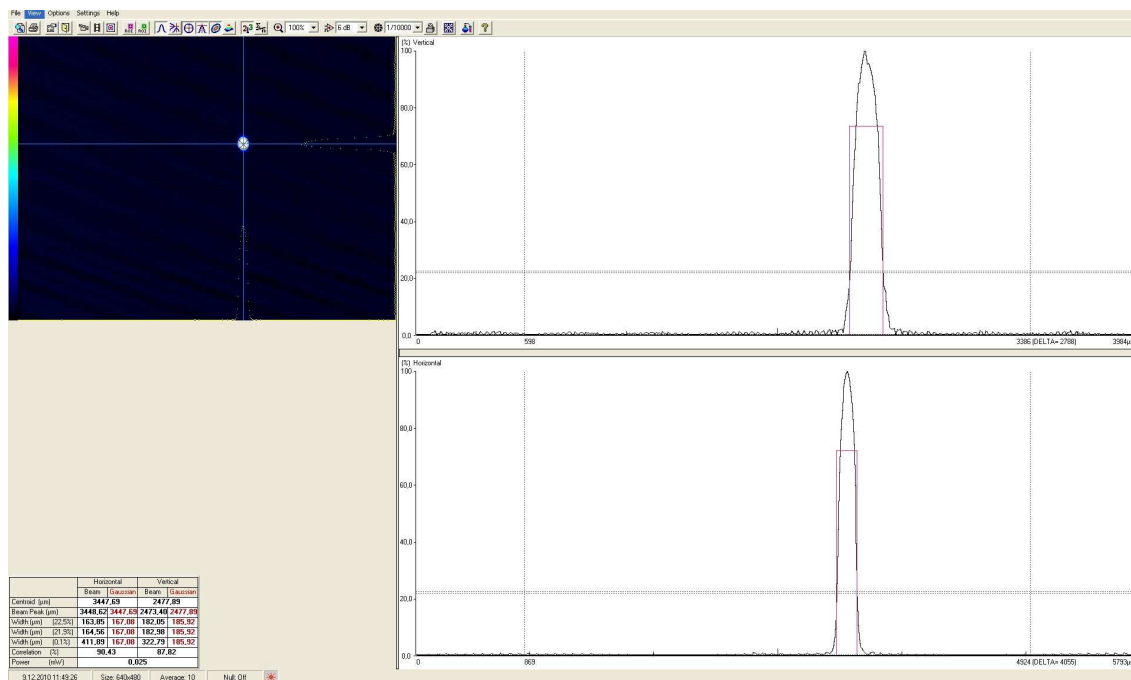 File View Options Settings Help
100% 6 dB 1/10000
(%) Vertical
100
80,0
60,0
40,0
20,0
0,0
0 598 3386 (DELTA= 2788) 3984µ
(%) Horizontal
100
80,0
60,0
40,0
20,0
0,0
0 869 4924 (DELTA= 4055) 5793µ
Horizontal Vertical
Beam Gaussian Beam Gaussian
Centroid (µm) 3447,69 2477,89
Beam Peak (µm) 3448,62 3447,69 2473,40 2477,89
Width (µm) (22,5%) 163,85 167,08 182,05 185,92
Width (µm) (21,9%) 164,56 167,08 182,98 185,92
Width (µm) (0,1%) 411,89 167,08 322,79 185,92
Correlation (%) 90,43 87,82
Power (mW) 0,025
9.12.2010 11:49:26 Size: 640x480 Average: 10 Null: Off